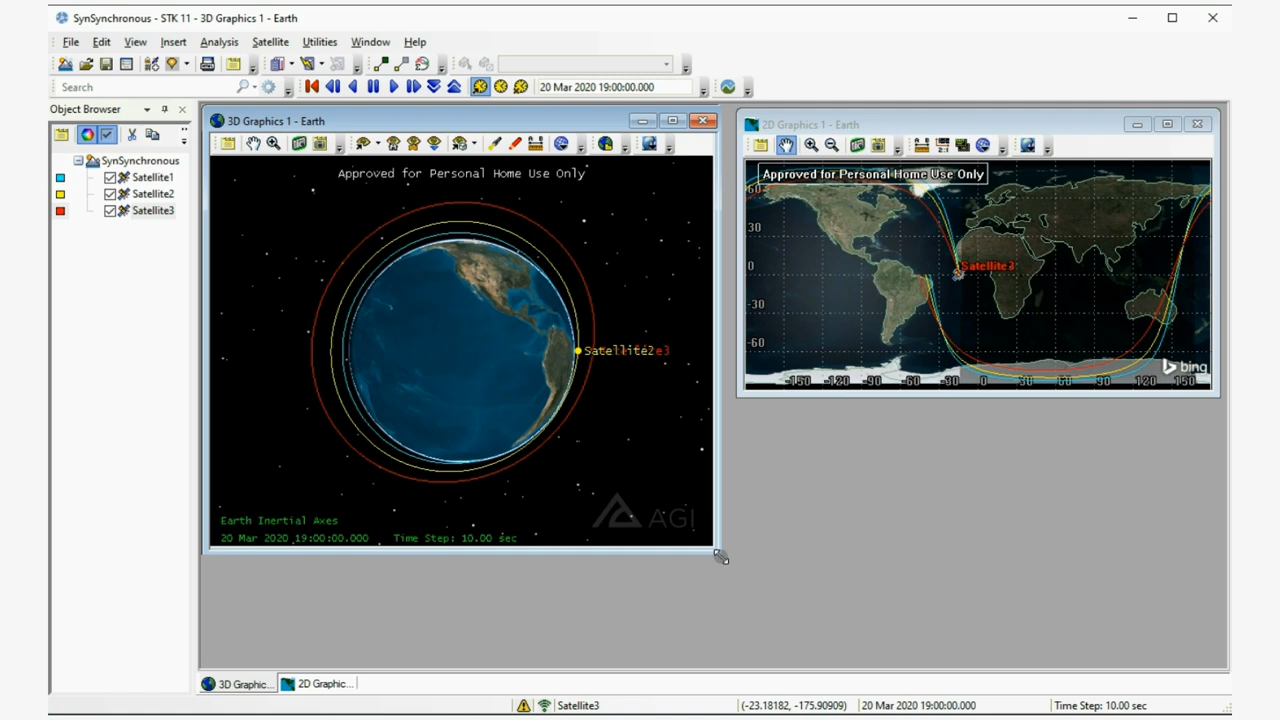 SynSynchronous - STK 11 - 3D Graphics 1 - Earth
File Edit View Insert Analysis Satellite Utilities Window Help
Search
20 Mar 2020 19:00:00.000
Object Browser
SynSynchronous
Satellite1
Satellite2
Satellite3
3D Graphics 1 - Earth
Approved for Personal Home Use Only
Satellite2
Earth Inertial Axes
20 Mar 2020 19:00:00.000 Time Step: 10.00 sec
AGI
2D Graphics 1 - Earth
Approved for Personal Home Use Only
60
30
0
-30
-60
Satellite3
bing
-150 -120 -90 -60 -30 0 30 60 90 120 150
3D Graphic... 2D Graphic...
Satellite3 (-23.18182, -175.90909) 20 Mar 2020 19:00:00.000 Time Step: 10.00 sec